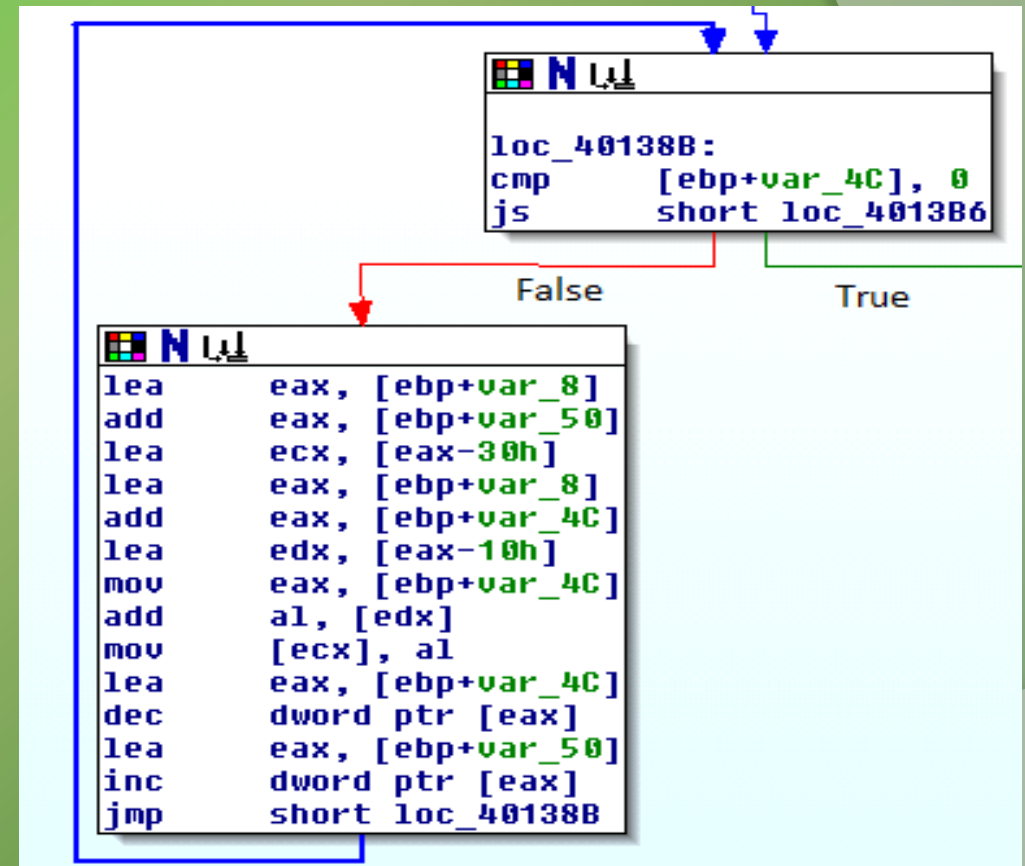 loc_40138B:
cmp [ebp+var_4C], 0
js short loc_4013B6
False
True
lea eax, [ebp+var_8]
add eax, [ebp+var_50]
lea ecx, [eax-30h]
lea eax, [ebp+var_8]
add eax, [ebp+var_4C]
lea edx, [eax-10h]
mov eax, [ebp+var_4C]
add al, [edx]
mov [ecx], al
lea eax, [ebp+var_4C]
dec dword ptr [eax]
lea eax, [ebp+var_50]
inc dword ptr [eax]
jmp short loc_40138B